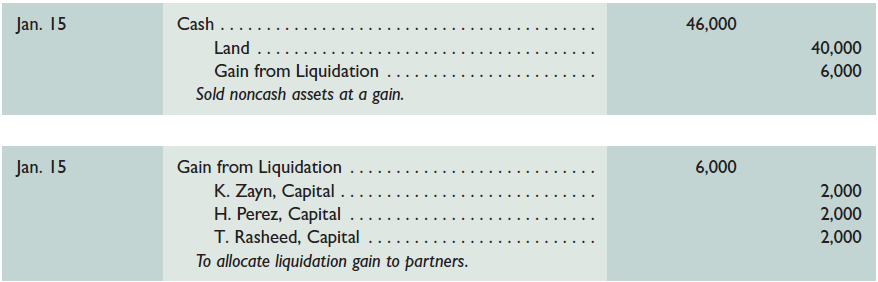 Jan. 15 Cash . . . . . . . . . . . . . . . . . . . . . . . . . . . . . . . . . . . . . . . . 46,000
Land . . . . . . . . . . . . . . . . . . . . . . . . . . . . . . . . . . . . 40,000
Gain from Liquidation . . . . . . . . . . . . . . . . . . . . . . 6,000
Sold noncash assets at a gain.
Jan. 15 Gain from Liquidation . . . . . . . . . . . . . . . . . . . . . . . . . . 6,000
K. Zayn, Capital . . . . . . . . . . . . . . . . . . . . . . . . . . . 2,000
H. Perez, Capital . . . . . . . . . . . . . . . . . . . . . . . . . . 2,000
T. Rasheed, Capital . . . . . . . . . . . . . . . . . . . . . . . . 2,000
To allocate liquidation gain to partners.